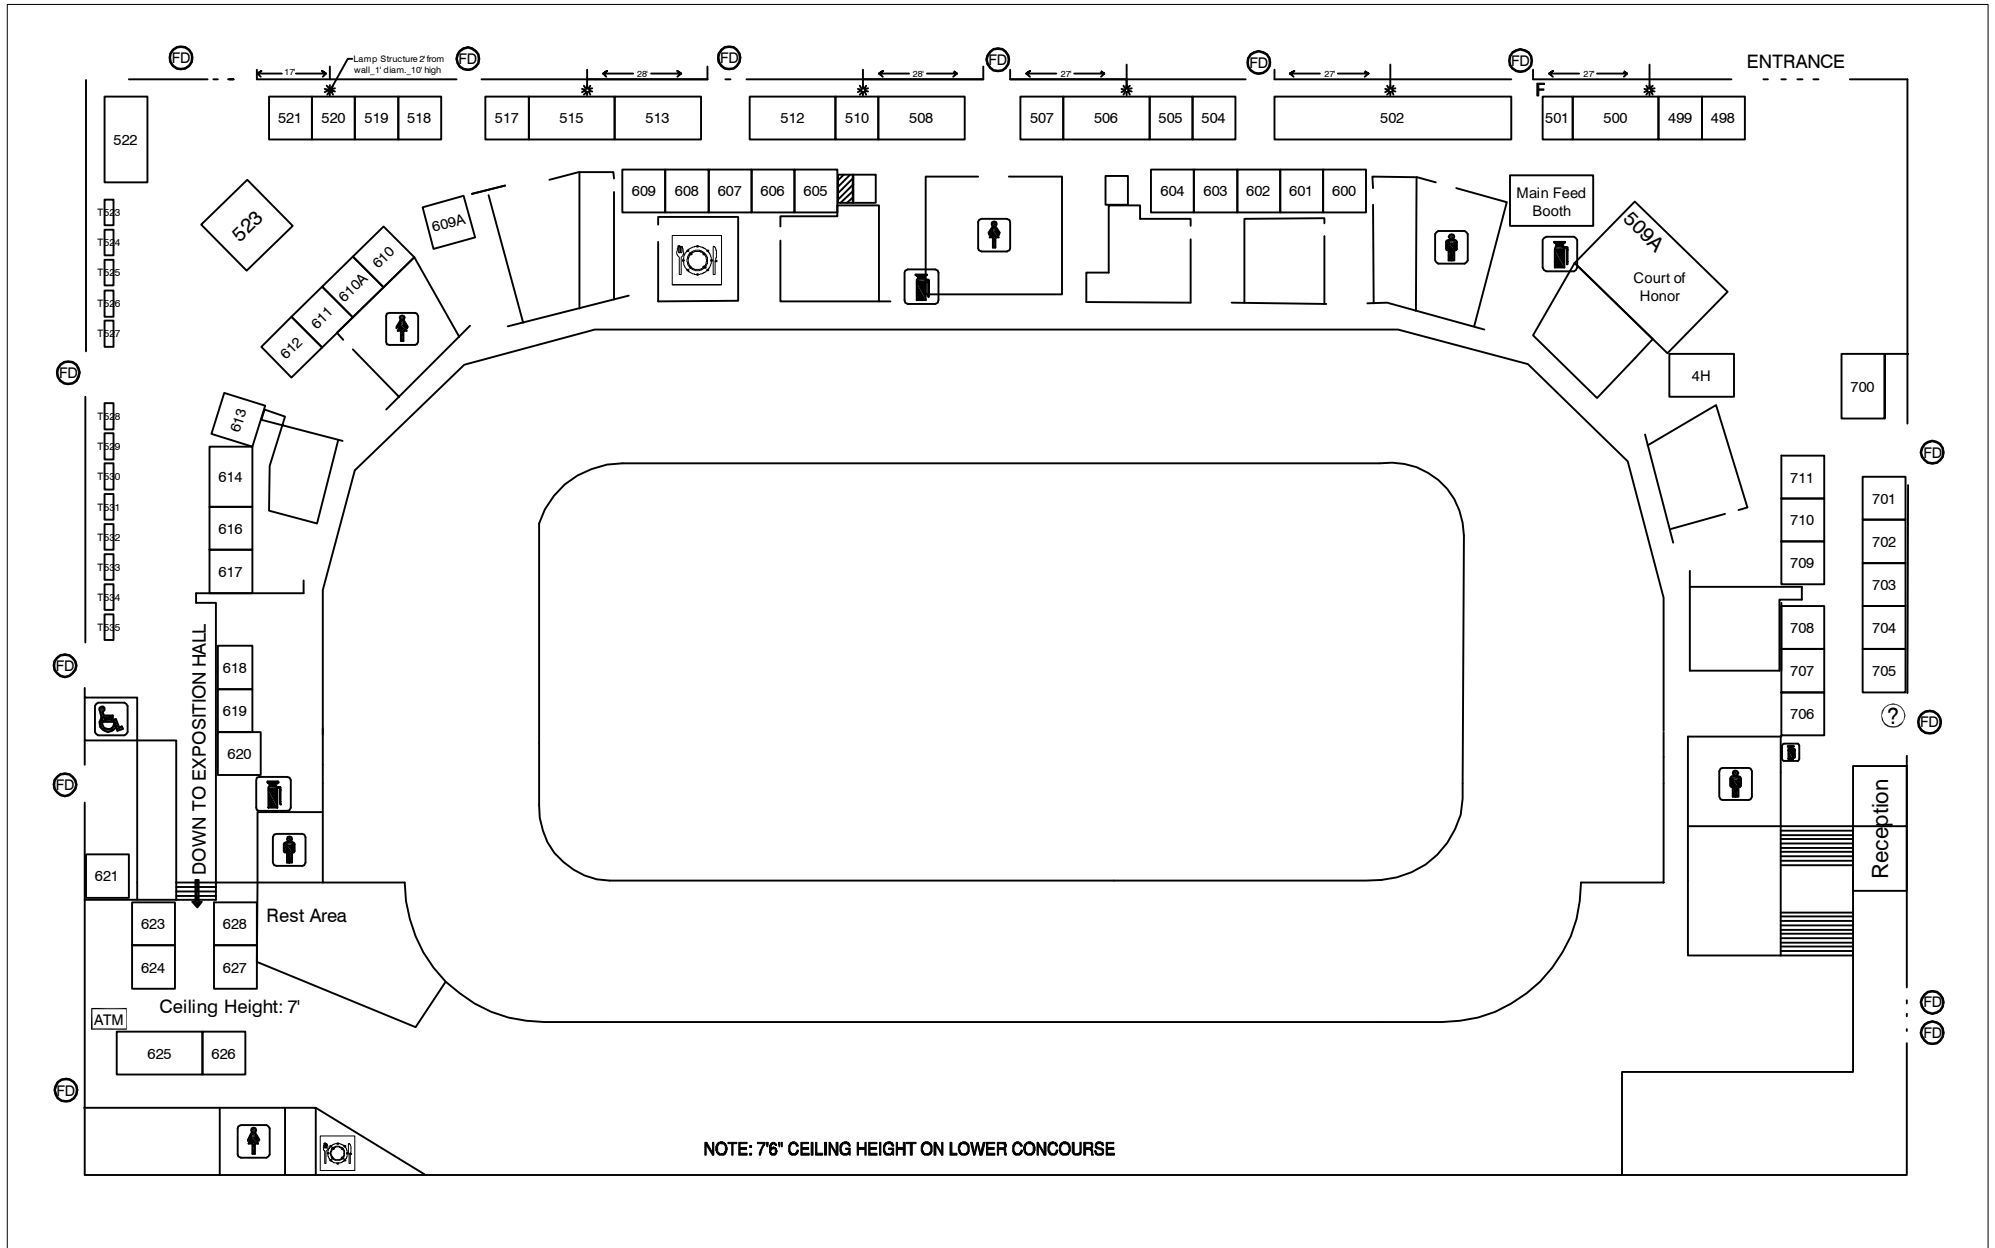 FD
FD
FD
FD
FD
FD
ENTRANCE
Lamp Structure 2' from
wall_1' diam._10' high
17'
28'
28'
27'
27'
27'
F
522
521
520
519
518
517
515
513
512
510
508
507
506
505
504
502
501
500
499
498
609
608
607
606
605
604
603
602
601
600
Main Feed
Booth
T523
T524
T525
T526
T527
523
609A
610
610A
611
612
509A
Court of
Honor
4H
700
FD
FD
T528
T529
T530
T531
T532
T533
T534
T535
613
614
616
617
711
710
709
701
702
703
704
705
708
707
706
FD
DOWN TO EXPOSITION HALL
618
619
620
?
FD
FD
Reception
621
623
628
Rest Area
624
627
Ceiling Height: 7'
ATM
625
626
FD
FD
FD
NOTE: 7'6" CEILING HEIGHT ON LOWER CONCOURSE